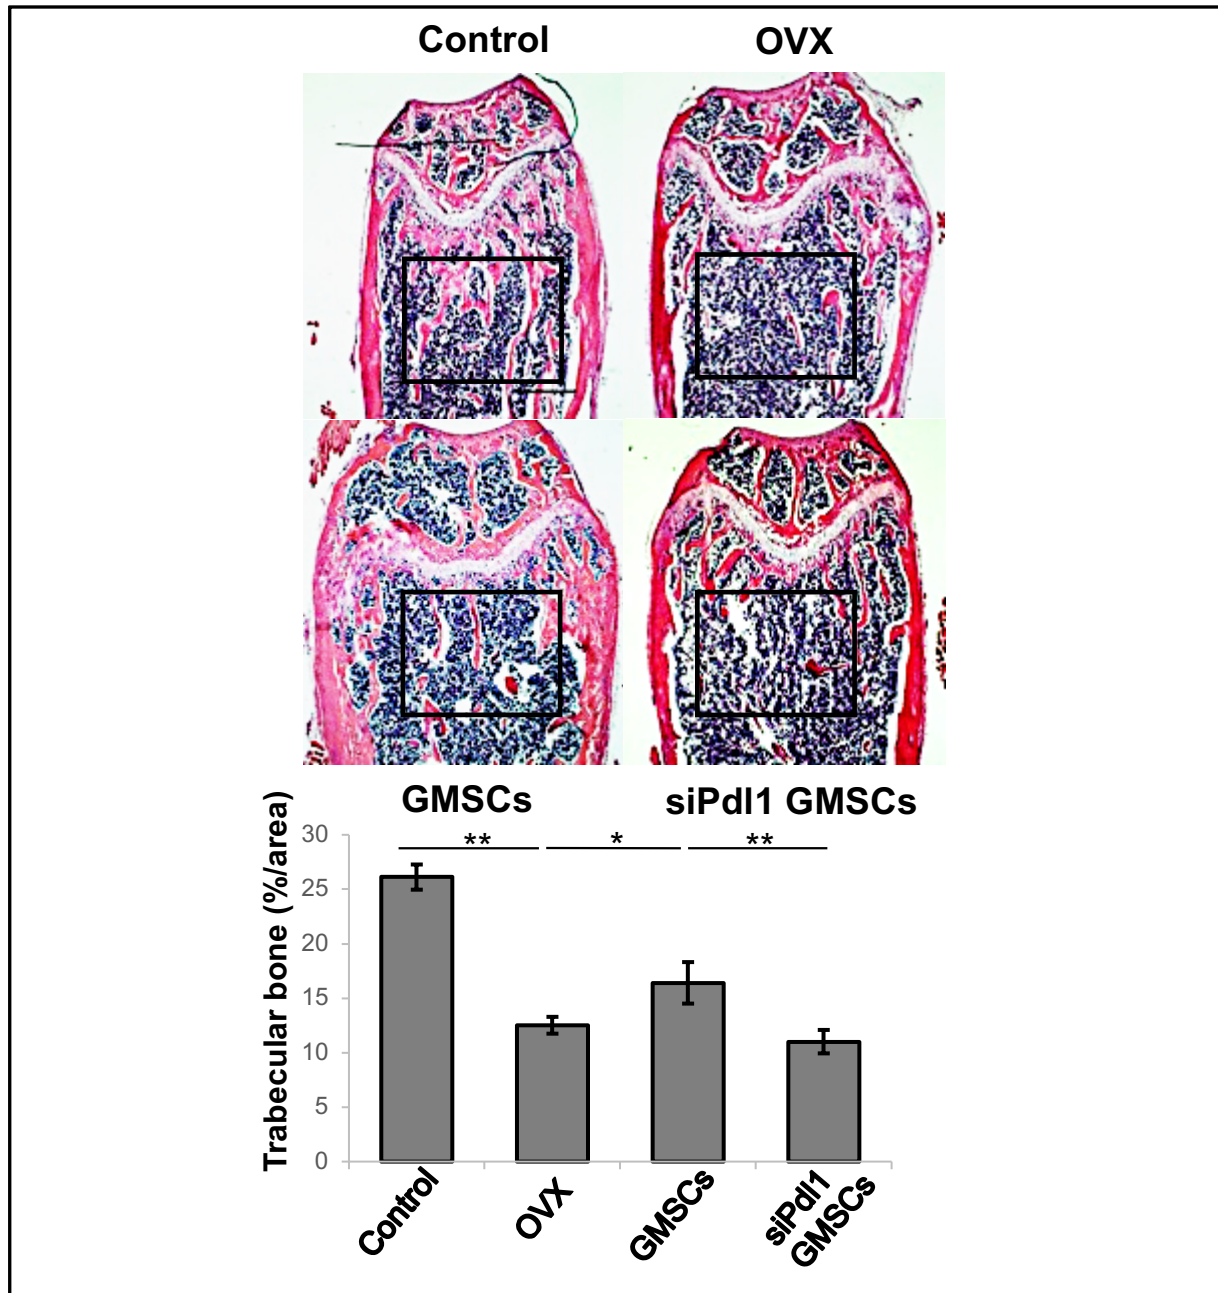 Control
OVX
GMSCs
siPdl1 GMSCs
Trabecular bone (%/area)
30
25
20
15
10
5
0
**
*
**
Control
OVX
GMSCs
siPdl1
GMSCs